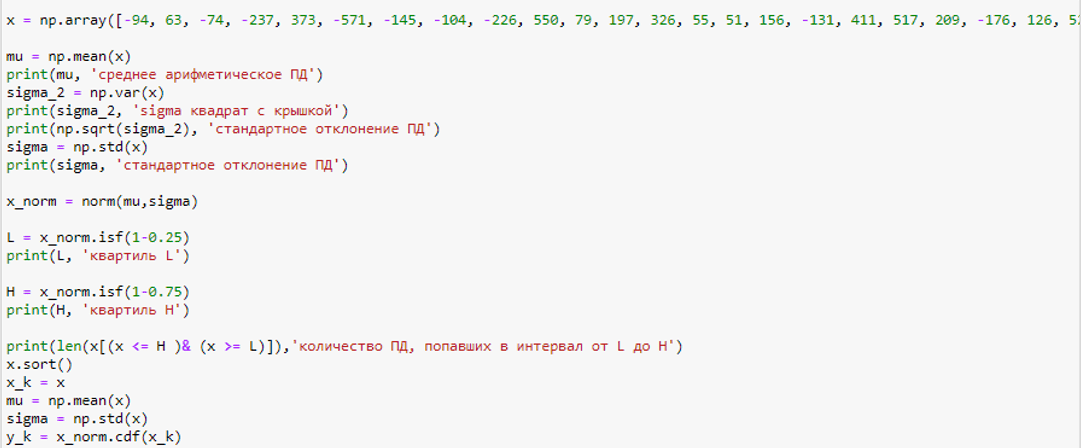 x = np.array([-94, 63, -74, -237, 373, -571, -145, -104, -226, 550, 79, 197, 326, 55, 51, 156, -131, 411, 517, 209, -176, 126,
mu = np.mean(x)
print(mu, 'среднее арифметическое ПД')
sigma_2 = np.var(x)
print(sigma_2, 'sigma квадрат с крышкой')
print(np.sqrt(sigma_2), 'стандартное отклонение ПД')
sigma = np.std(x)
print(sigma, 'стандартное отклонение ПД')
x_norm = norm(mu,sigma)
L = x_norm.isf(1-0.25)
print(L, 'квартиль L')
H = x_norm.isf(1-0.75)
print(H, 'квартиль H')
print(len(x[(x <= H )& (x >= L)]),'количество ПД, попавших в интервал от L до H')
x.sort()
x_k = x
mu = np.mean(x)
sigma = np.std(x)
y_k = x_norm.cdf(x_k)